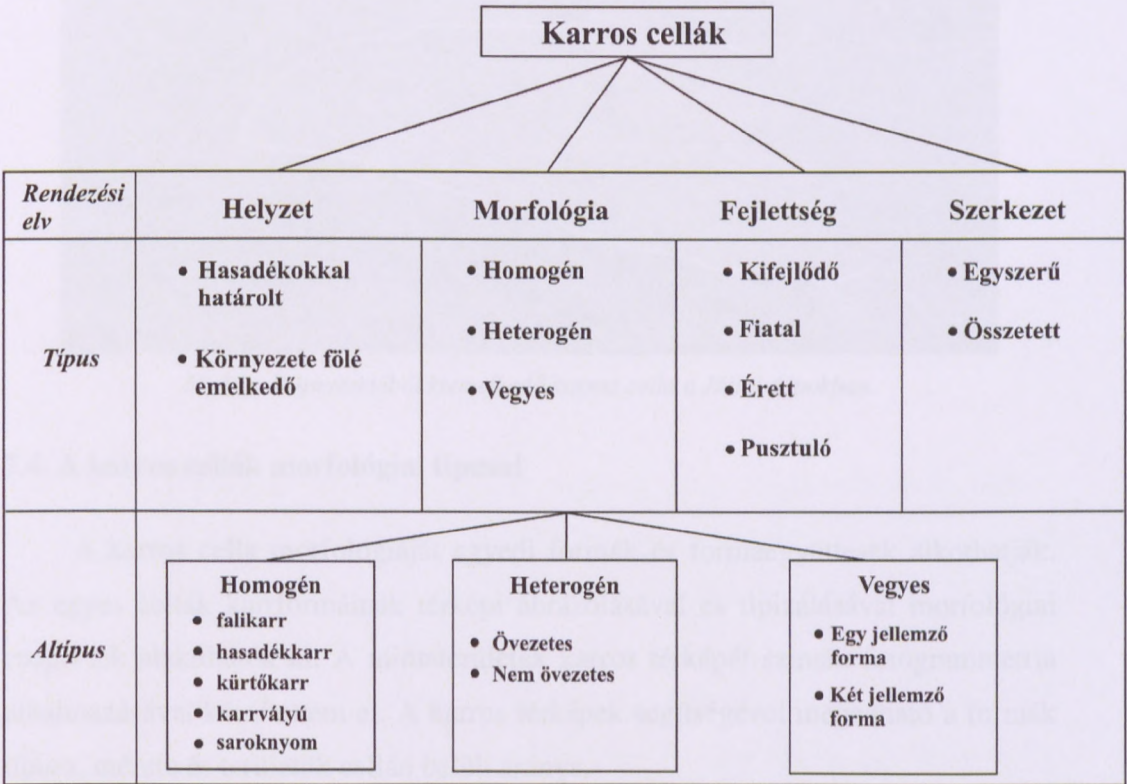 Karros cellák
Rendezési
elv
Helyzet
Morfológia
Fejlettség
Szerkezet
Típus
• Hasadékokkal
határolt
• Környezete fölé
emelkedő
• Homogén
• Heterogén
• Vegyes
• Kifejlődő
• Fiatal
• Érett
• Pusztuló
• Egyszerű
• Összetett
Altípus
Homogén
• falikarr
• hasadékkarr
• kürtőkarr
• karrvályú
• saroknyom
Heterogén
• Övezetes
• Nem övezetes
Vegyes
• Egy jellemző
forma
• Két jellemző
forma